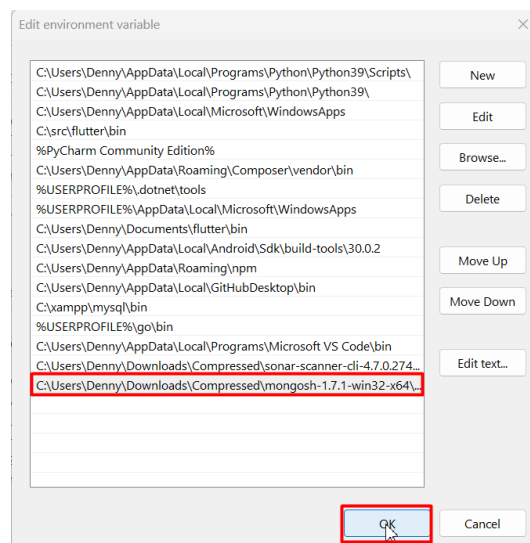 Edit environment variable
C:\Users\Denny\AppData\Local\Programs\Python\Python39\Scripts\
C:\Users\Denny\AppData\Local\Programs\Python\Python39\
C:\Users\Denny\AppData\Local\Microsoft\WindowsApps
C:\src\flutter\bin
%PyCharm Community Edition%
C:\Users\Denny\AppData\Roaming\Composer\vendor\bin
%USERPROFILE%\.dotnet\tools
%USERPROFILE%\AppData\Local\Microsoft\WindowsApps
C:\Users\Denny\Documents\flutter\bin
C:\Users\Denny\AppData\Local\Android\Sdk\build-tools\30.0.2
C:\Users\Denny\AppData\Roaming\npm
C:\Users\Denny\AppData\Local\GitHubDesktop\bin
C:\xampp\mysql\bin
%USERPROFILE%\go\bin
C:\Users\Denny\AppData\Local\Programs\Microsoft VS Code\bin
C:\Users\Denny\Downloads\Compressed\sonar-scanner-cli-4.7.0.274...
C:\Users\Denny\Downloads\Compressed\mongosh-1.7.1-win32-x64\...
New
Edit
Browse...
Delete
Move Up
Move Down
Edit text...
OK
Cancel